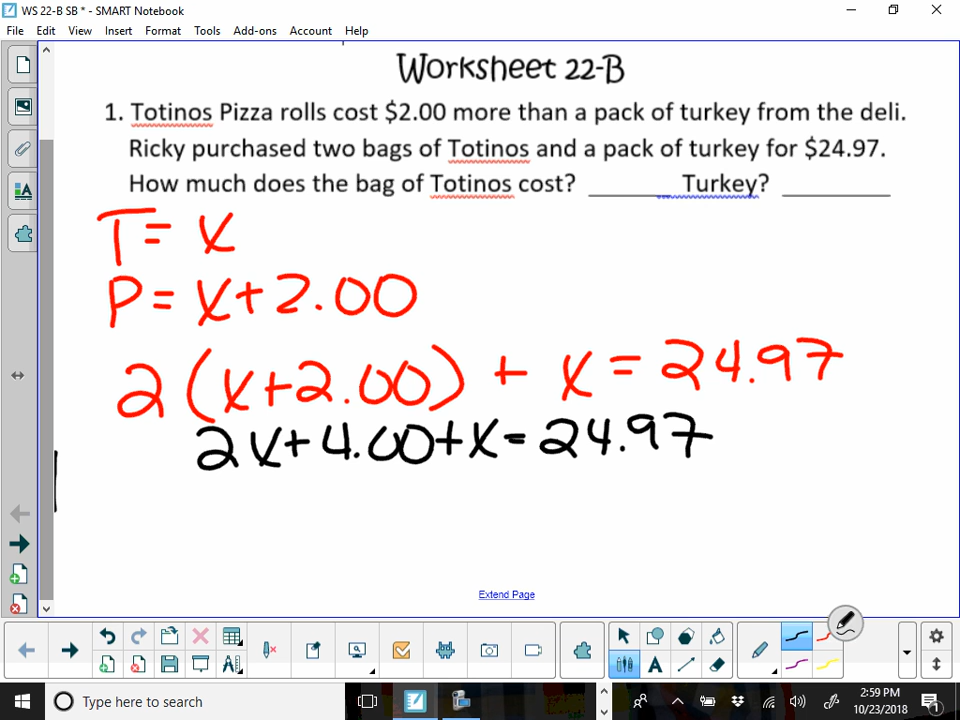 WS 22-B SB * - SMART Notebook
File Edit View Insert Format Tools Add-ons Account Help
Worksheet 22-B
1. Totinos Pizza rolls cost $2.00 more than a pack of turkey from the deli.
Ricky purchased two bags of Totinos and a pack of turkey for $24.97.
How much does the bag of Totinos cost? ________ Turkey? __________
T = x
P = x + 2.00
2 (x + 2.00) + x = 24.97
2x + 4.00 + x = 24.97
Extend Page
Type here to search
2:59 PM
10/23/2018
1